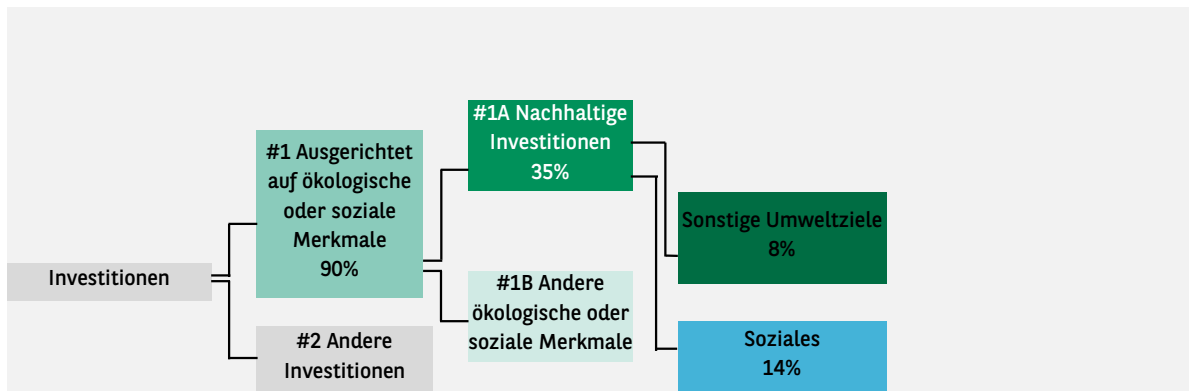 Investitionen
#1 Ausgerichtet
auf ökologische
oder soziale
Merkmale
90%
#2 Andere
Investitionen
#1A Nachhaltige
Investitionen
35%
#1B Andere
ökologische oder
soziale Merkmale
Sonstige Umweltziele
8%
Soziales
14%